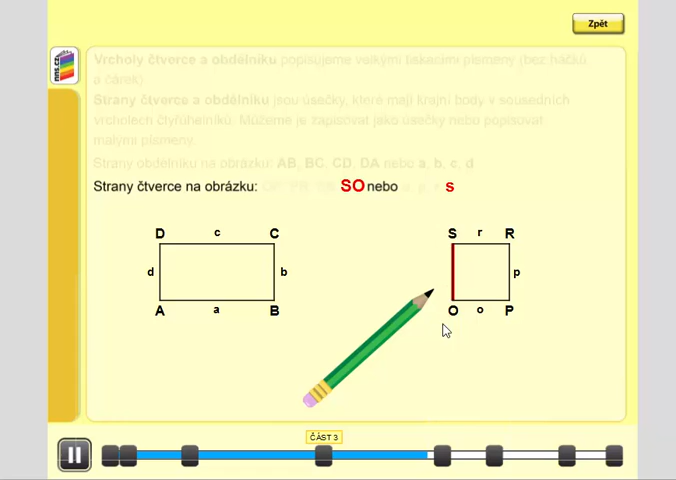 Zpět
nns.cz
Vrcholy čtverce a obdélníku popisujeme velkými tiskacími písmeny (bez háčků
a čárek)
Strany čtverce a obdélníku jsou úsečky, které mají krajní body v sousedních
vrcholech čtyřúhelníků. Můžeme je zapisovat jako úsečky nebo popisovat
malými písmeny.
Strany obdélníku na obrázku: AB, BC, CD, DA nebo a, b, c, d
Strany čtverce na obrázku: SO nebo s
D c C S r R
d b p
A a B O o P
ČÁST 3